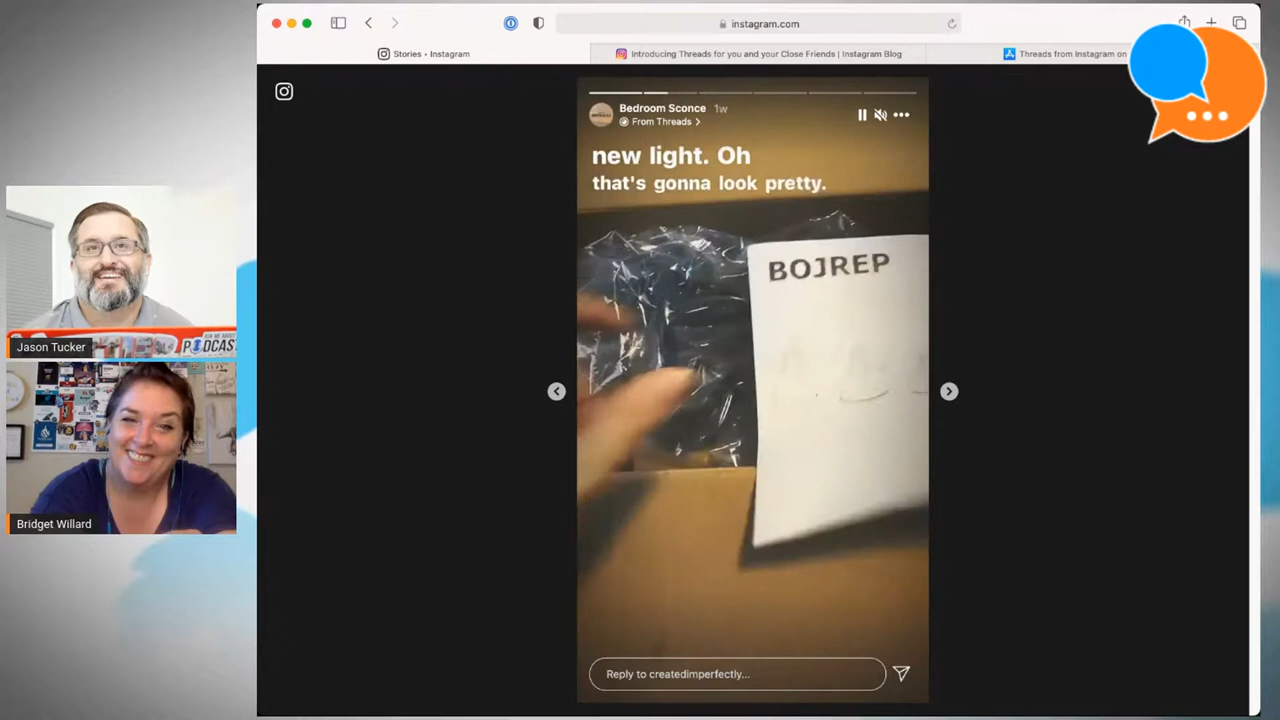 instagram.com
Stories • Instagram
Introducing Threads for you and your Close Friends | Instagram Blog
Threads from Instagram on
Bedroom Sconce 1w
From Threads
new light. Oh
that's gonna look pretty.
BOJREP
Jason Tucker
PODCAS
Bridget Willard
Reply to createdimperfectly...